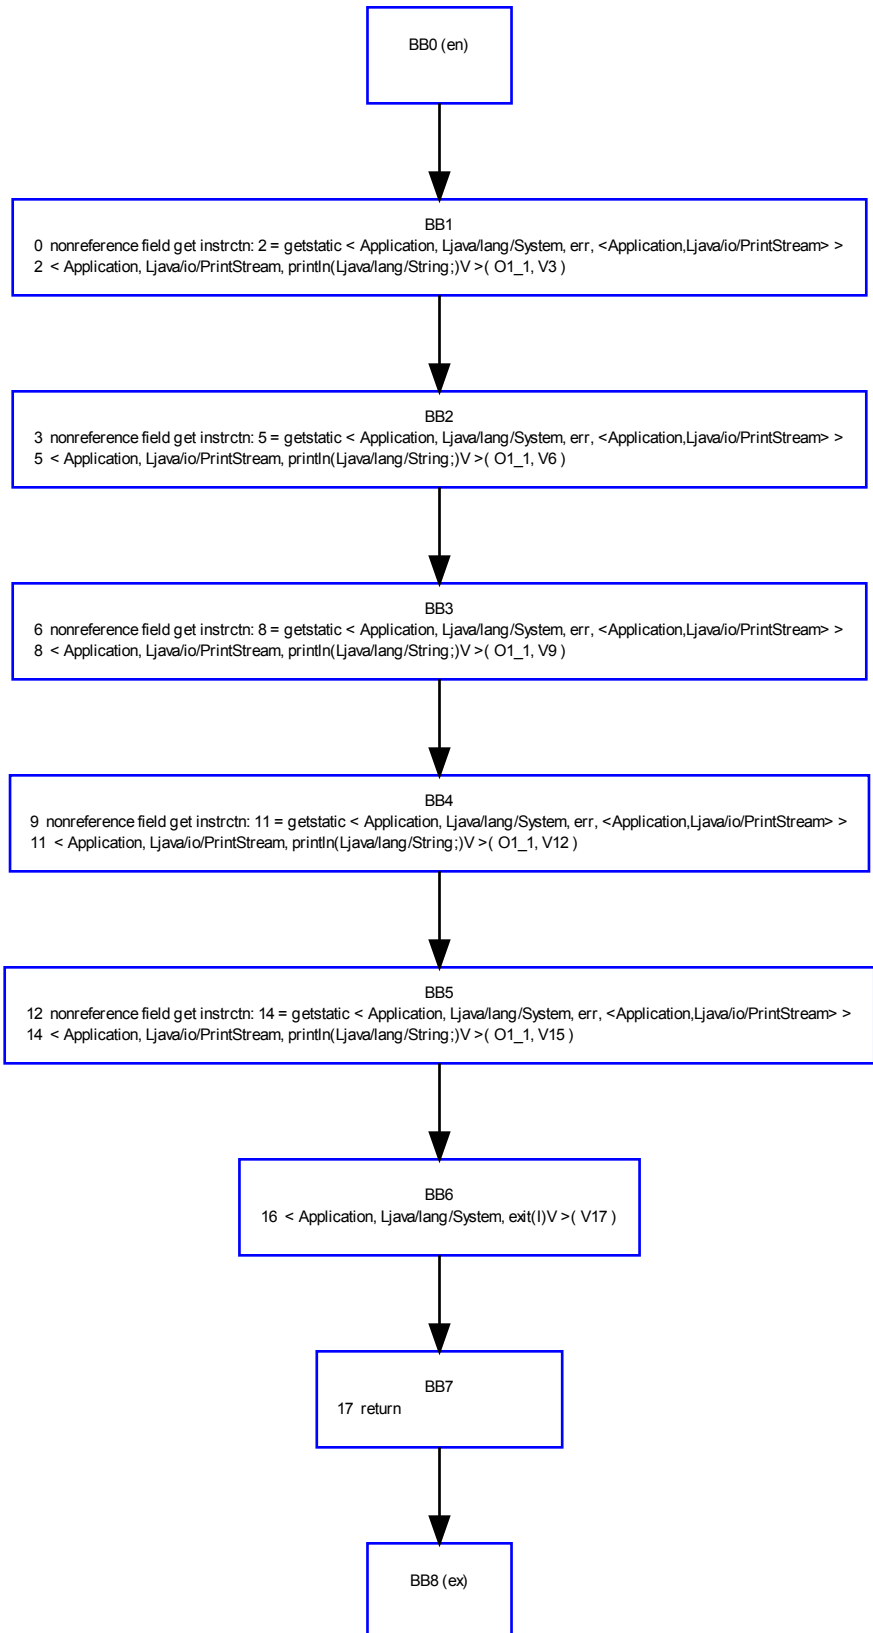 BB0 (en)
BB1
0 nonreference field get instrctn: 2 = getstatic < Application, Ljava/lang/System, err, <Application,Ljava/io/PrintStream> >
2 < Application, Ljava/io/PrintStream, println(Ljava/lang/String;)V >( O1_1, V3 )
BB2
3 nonreference field get instrctn: 5 = getstatic < Application, Ljava/lang/System, err, <Application,Ljava/io/PrintStream> >
5 < Application, Ljava/io/PrintStream, println(Ljava/lang/String;)V >( O1_1, V6 )
BB3
6 nonreference field get instrctn: 8 = getstatic < Application, Ljava/lang/System, err, <Application,Ljava/io/PrintStream> >
8 < Application, Ljava/io/PrintStream, println(Ljava/lang/String;)V >( O1_1, V9 )
BB4
9 nonreference field get instrctn: 11 = getstatic < Application, Ljava/lang/System, err, <Application,Ljava/io/PrintStream> >
11 < Application, Ljava/io/PrintStream, println(Ljava/lang/String;)V >( O1_1, V12 )
BB5
12 nonreference field get instrctn: 14 = getstatic < Application, Ljava/lang/System, err, <Application,Ljava/io/PrintStream> >
14 < Application, Ljava/io/PrintStream, println(Ljava/lang/String;)V >( O1_1, V15 )
BB6
16 < Application, Ljava/lang/System, exit(I)V >( V17 )
BB7
17 return
BB8 (ex)